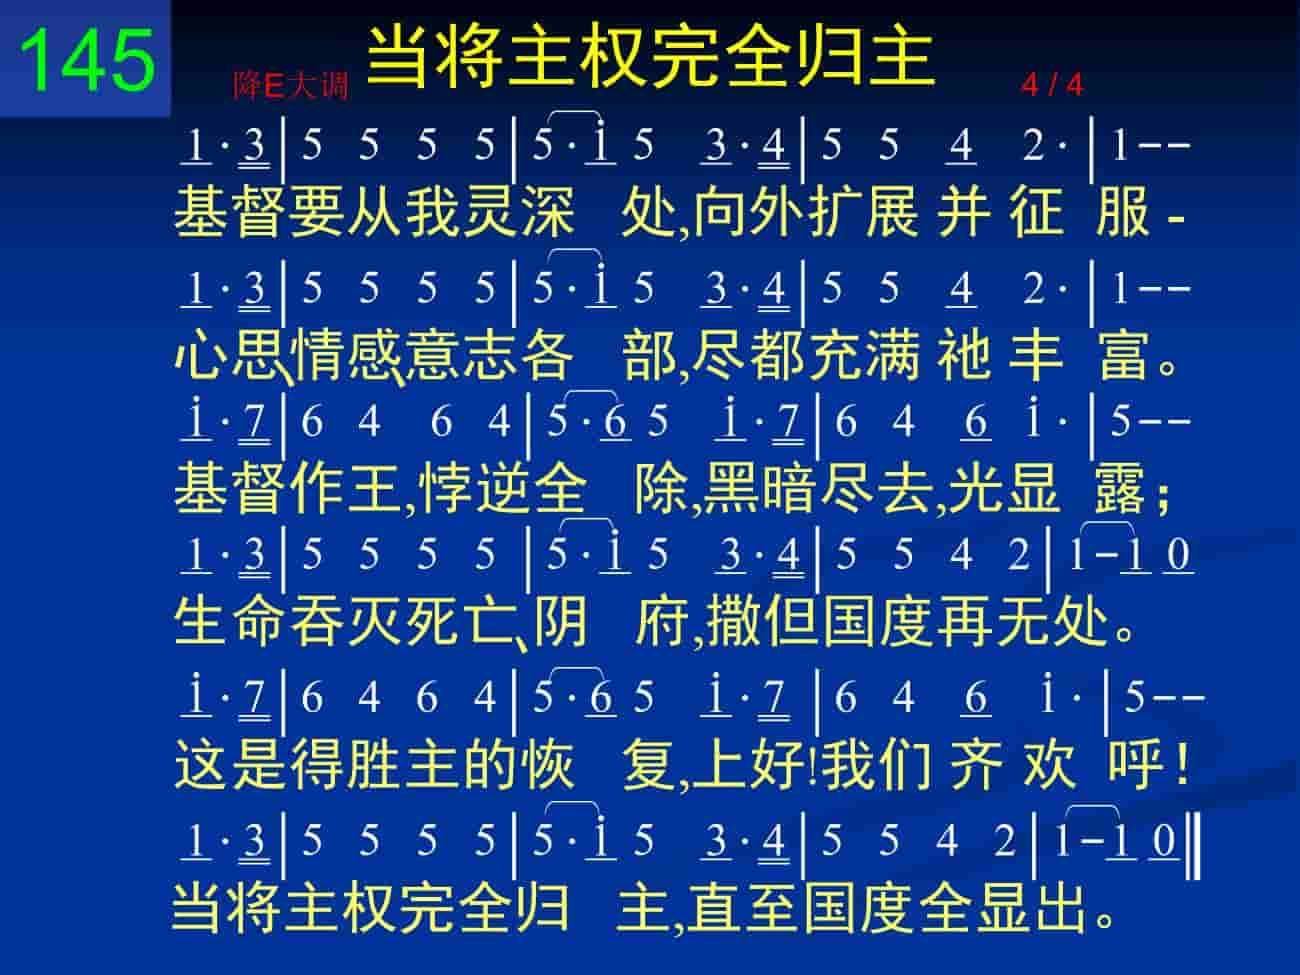 145
当将主权完全归主
降E大调 4 / 4
1·3|5 5 5 5|5·i 5 3·4|5 5 4 2·|1--
基督要从我灵深 处,向外扩展 并 征 服 -
1·3|5 5 5 5|5·i 5 3·4|5 5 4 2·|1--
心思、情感、意志各 部,尽都充满 祂 丰 富。
i·7|6 4 6 4|5·6 5 i·7|6 4 6 i·|5--
基督作王,悖逆全 除,黑暗尽去,光显 露；
1·3|5 5 5 5|5·i 5 3·4|5 5 4 2|1-1 0
生命吞灭死亡、阴 府,撒但国度再无处。
i·7|6 4 6 4|5·6 5 i·7|6 4 6 i·|5--
这是得胜主的恢 复,上好!我们 齐 欢 呼！
1·3|5 5 5 5|5·i 5 3·4|5 5 4 2|1-1 0‖
当将主权完全归 主,直至国度全显出。